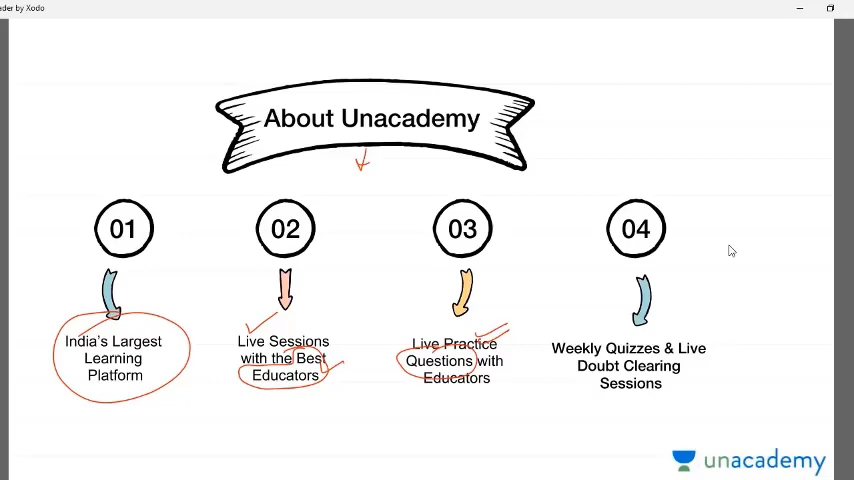 ader by Xodo
About Unacademy
01
02
03
04
India's Largest
Learning
Platform
Live Sessions
with the Best
Educators
Live Practice
Questions with
Educators
Weekly Quizzes & Live
Doubt Clearing
Sessions
unacademy